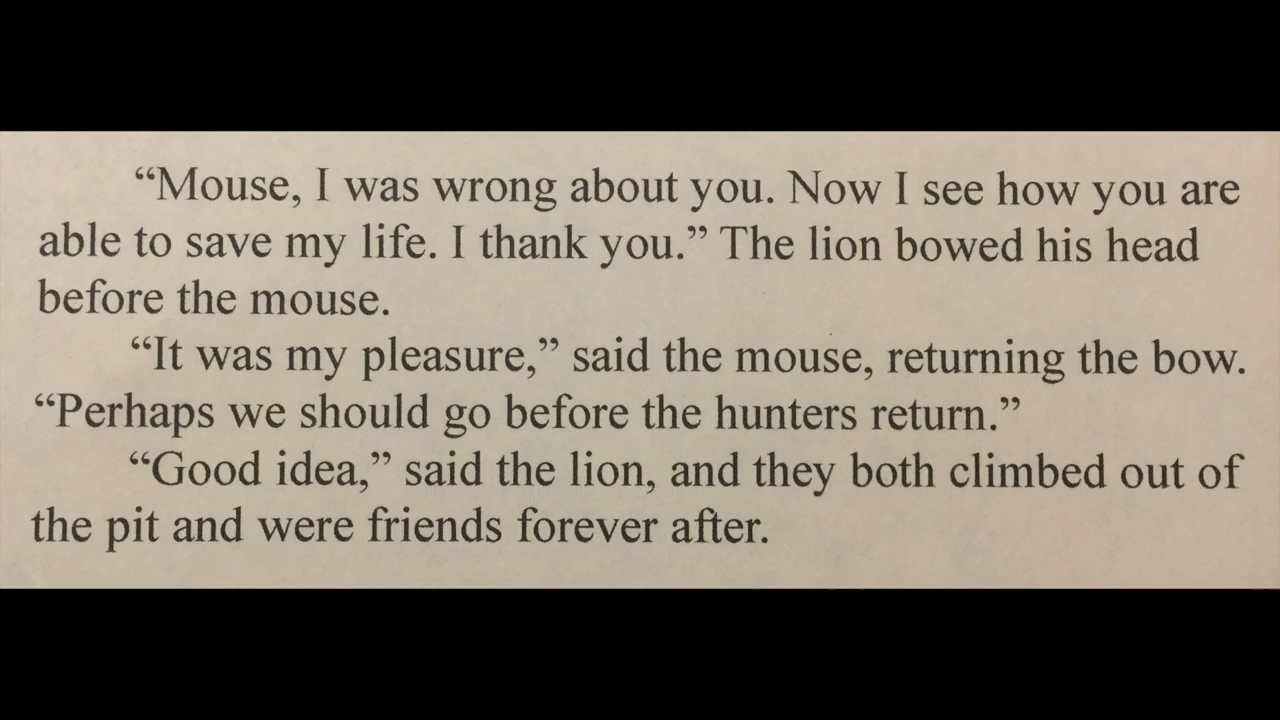 “Mouse, I was wrong about you. Now I see how you are
able to save my life. I thank you.” The lion bowed his head
before the mouse.
“It was my pleasure,” said the mouse, returning the bow.
“Perhaps we should go before the hunters return.”
“Good idea,” said the lion, and they both climbed out of
the pit and were friends forever after.